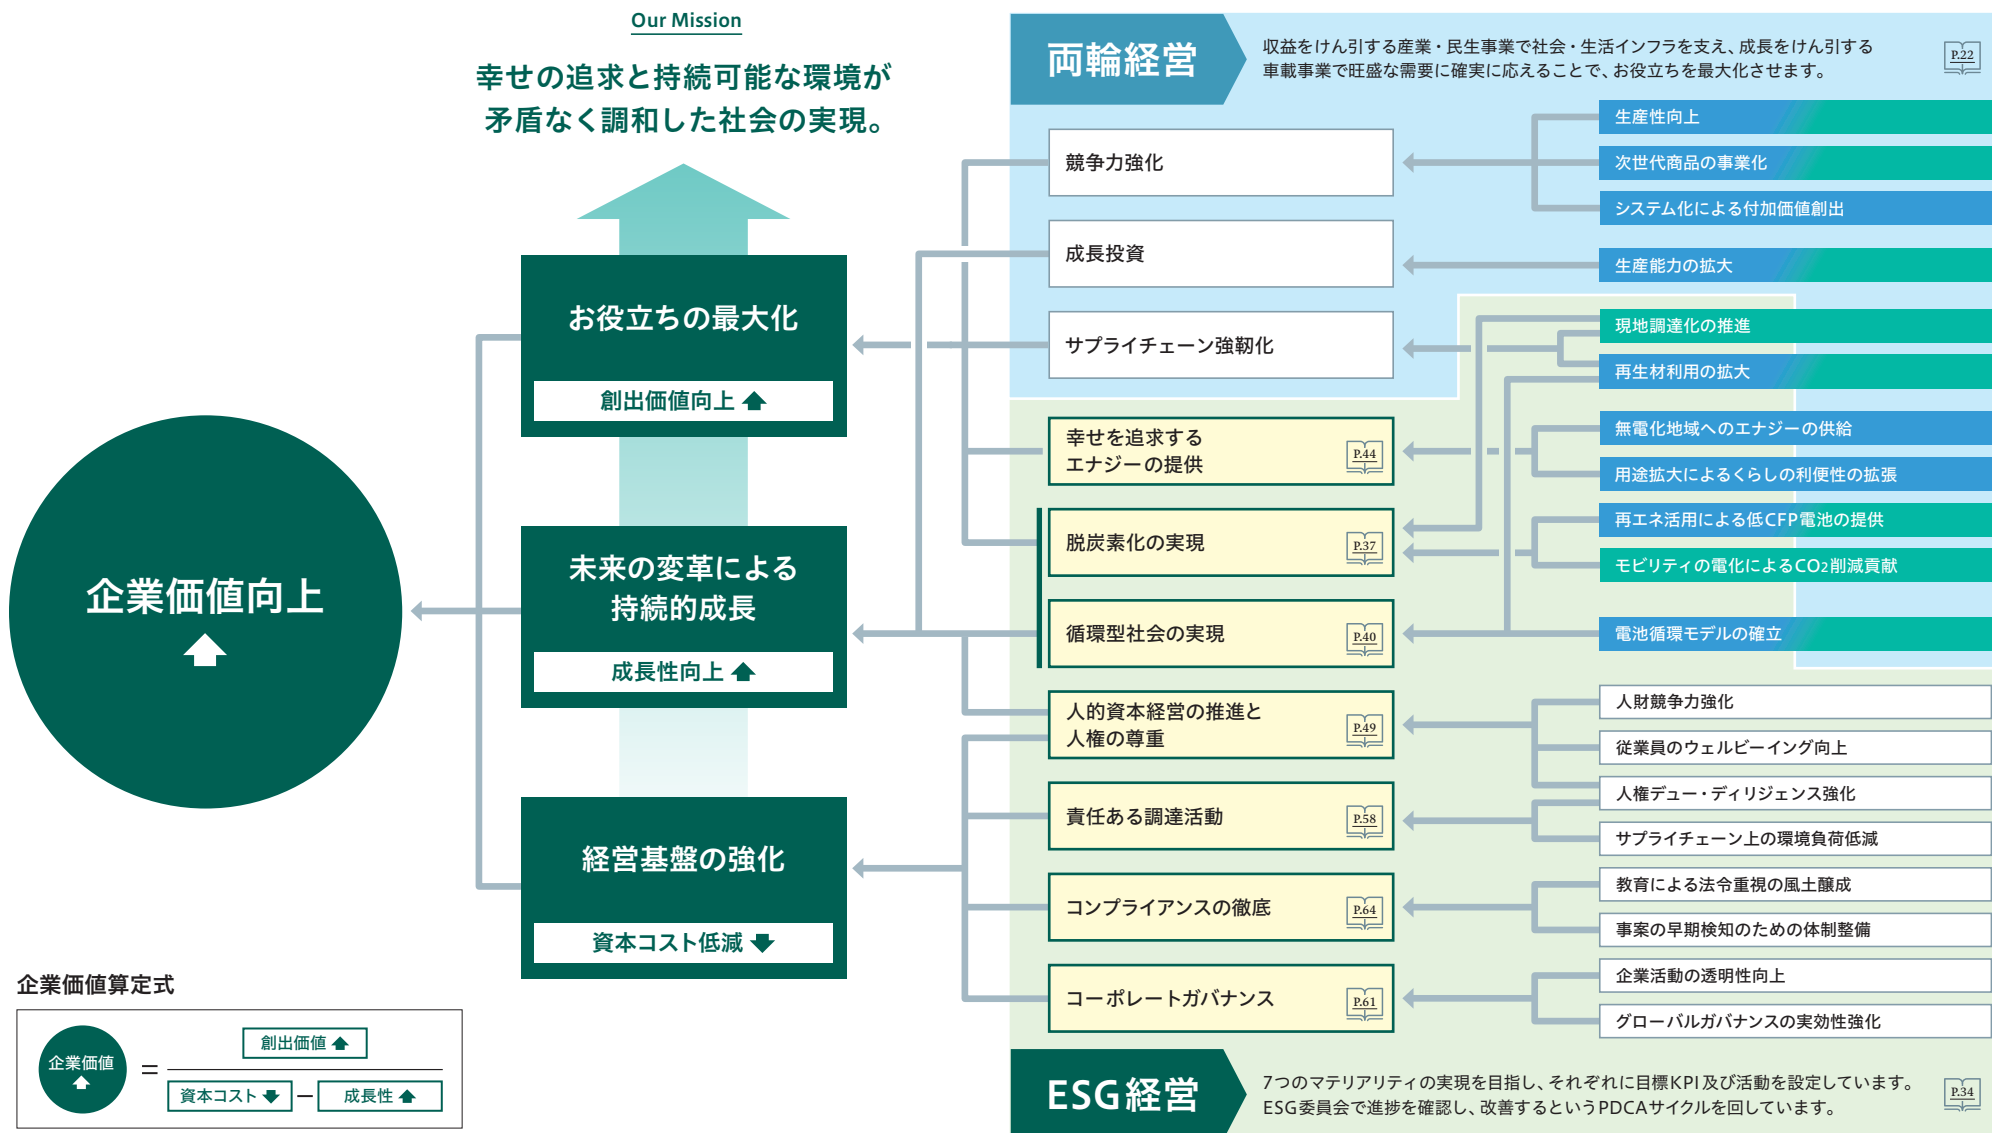 Our Mission
幸せの追求と持続可能な環境が
矛盾なく調和した社会の実現。
企業価値向上
お役立ちの最大化
創出価値向上
未来の変革による
持続的成長
成長性向上
経営基盤の強化
資本コスト低減
企業価値算定式
企業価値
=
創出価値
資本コスト
−
成長性
両輪経営
収益をけん引する産業・民生事業で社会・生活インフラを支え、成長をけん引する
車載事業で旺盛な需要に確実に応えることで、お役立ちを最大化させます。
P.22
競争力強化
成長投資
サプライチェーン強靭化
幸せを追求する
エナジーの提供
P.44
脱炭素化の実現
P.37
循環型社会の実現
P.40
人的資本経営の推進と
人権の尊重
P.49
責任ある調達活動
P.58
コンプライアンスの徹底
P.64
コーポレートガバナンス
P.61
生産性向上
次世代商品の事業化
システム化による付加価値創出
生産能力の拡大
現地調達化の推進
再生材利用の拡大
無電化地域へのエナジーの供給
用途拡大によるくらしの利便性の拡張
再エネ活用による低CFP電池の提供
モビリティの電化によるCO2削減貢献
電池循環モデルの確立
人財競争力強化
従業員のウェルビーイング向上
人権デュー・ディリジェンス強化
サプライチェーン上の環境負荷低減
教育による法令重視の風土醸成
事案の早期検知のための体制整備
企業活動の透明性向上
グローバルガバナンスの実効性強化
ESG経営
7つのマテリアリティの実現を目指し、それぞれに目標KPI及び活動を設定しています。
ESG委員会で進捗を確認し、改善するというPDCAサイクルを回しています。
P.34